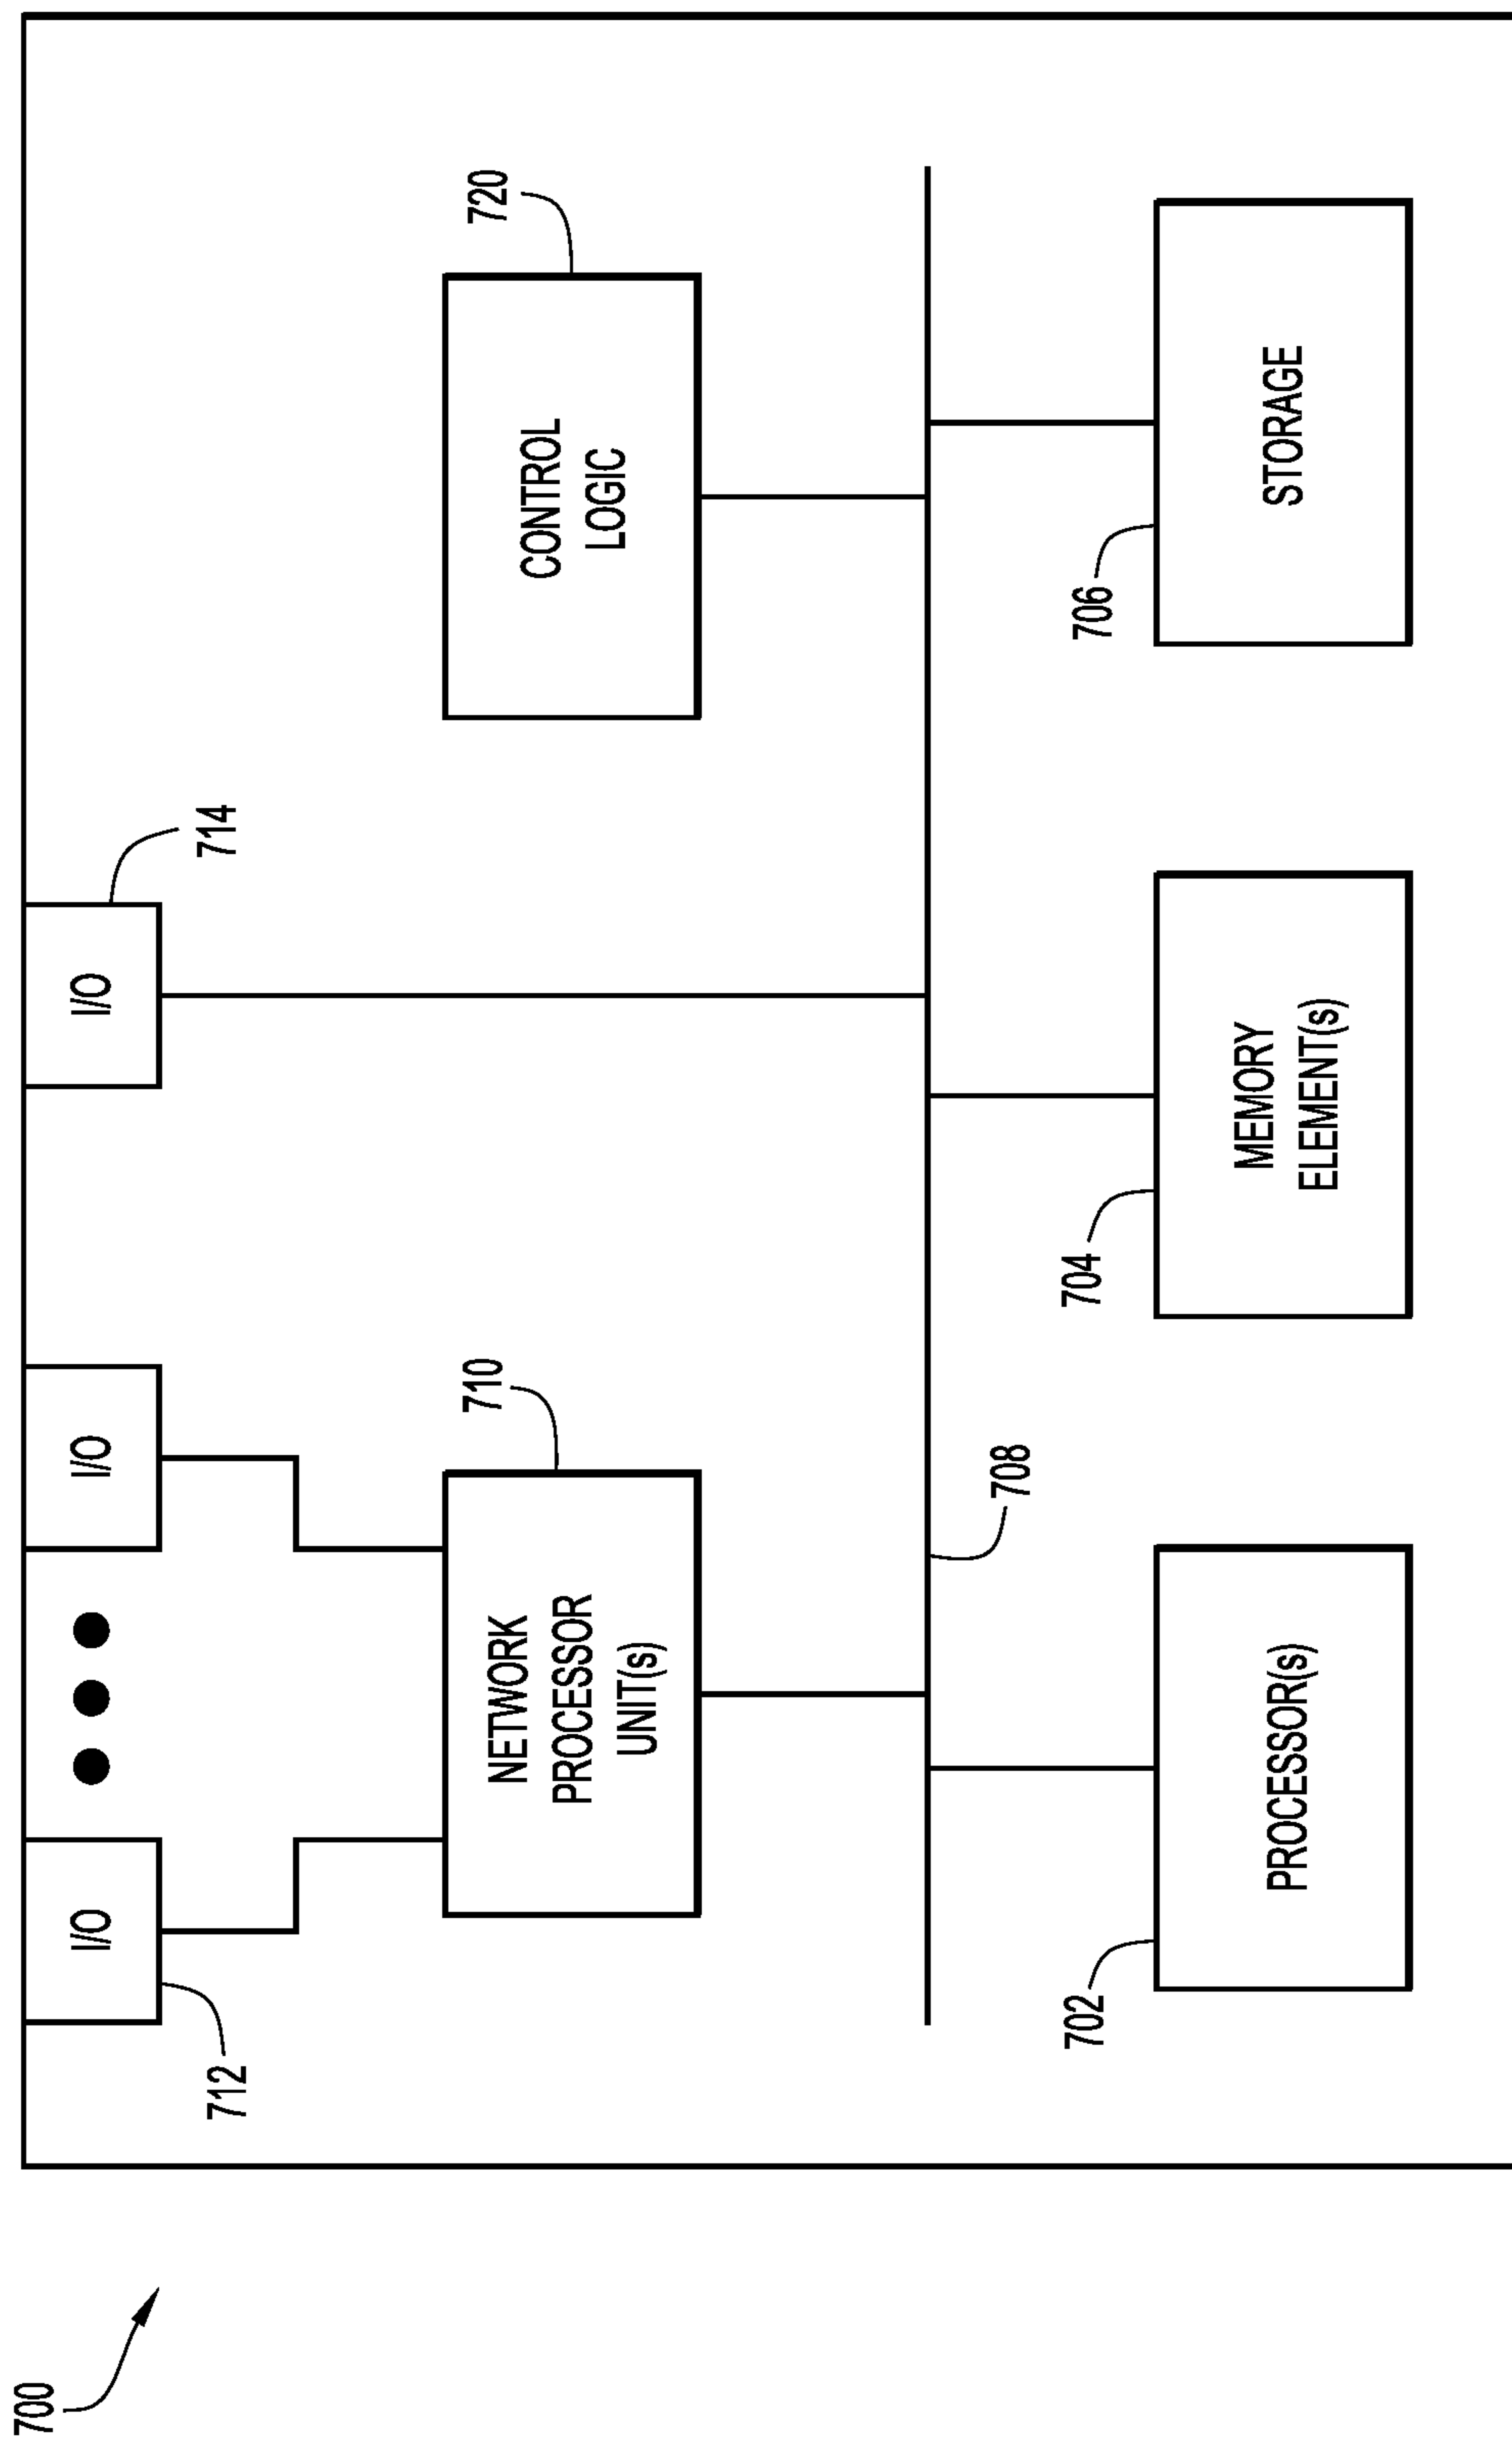 700
I/O
I/O
I/O
712
714
720
710
NETWORK
PROCESSOR
UNIT(s)
CONTROL
LOGIC
708
702
704
706
PROCESSOR(s)
MEMORY
ELEMENT(s)
STORAGE